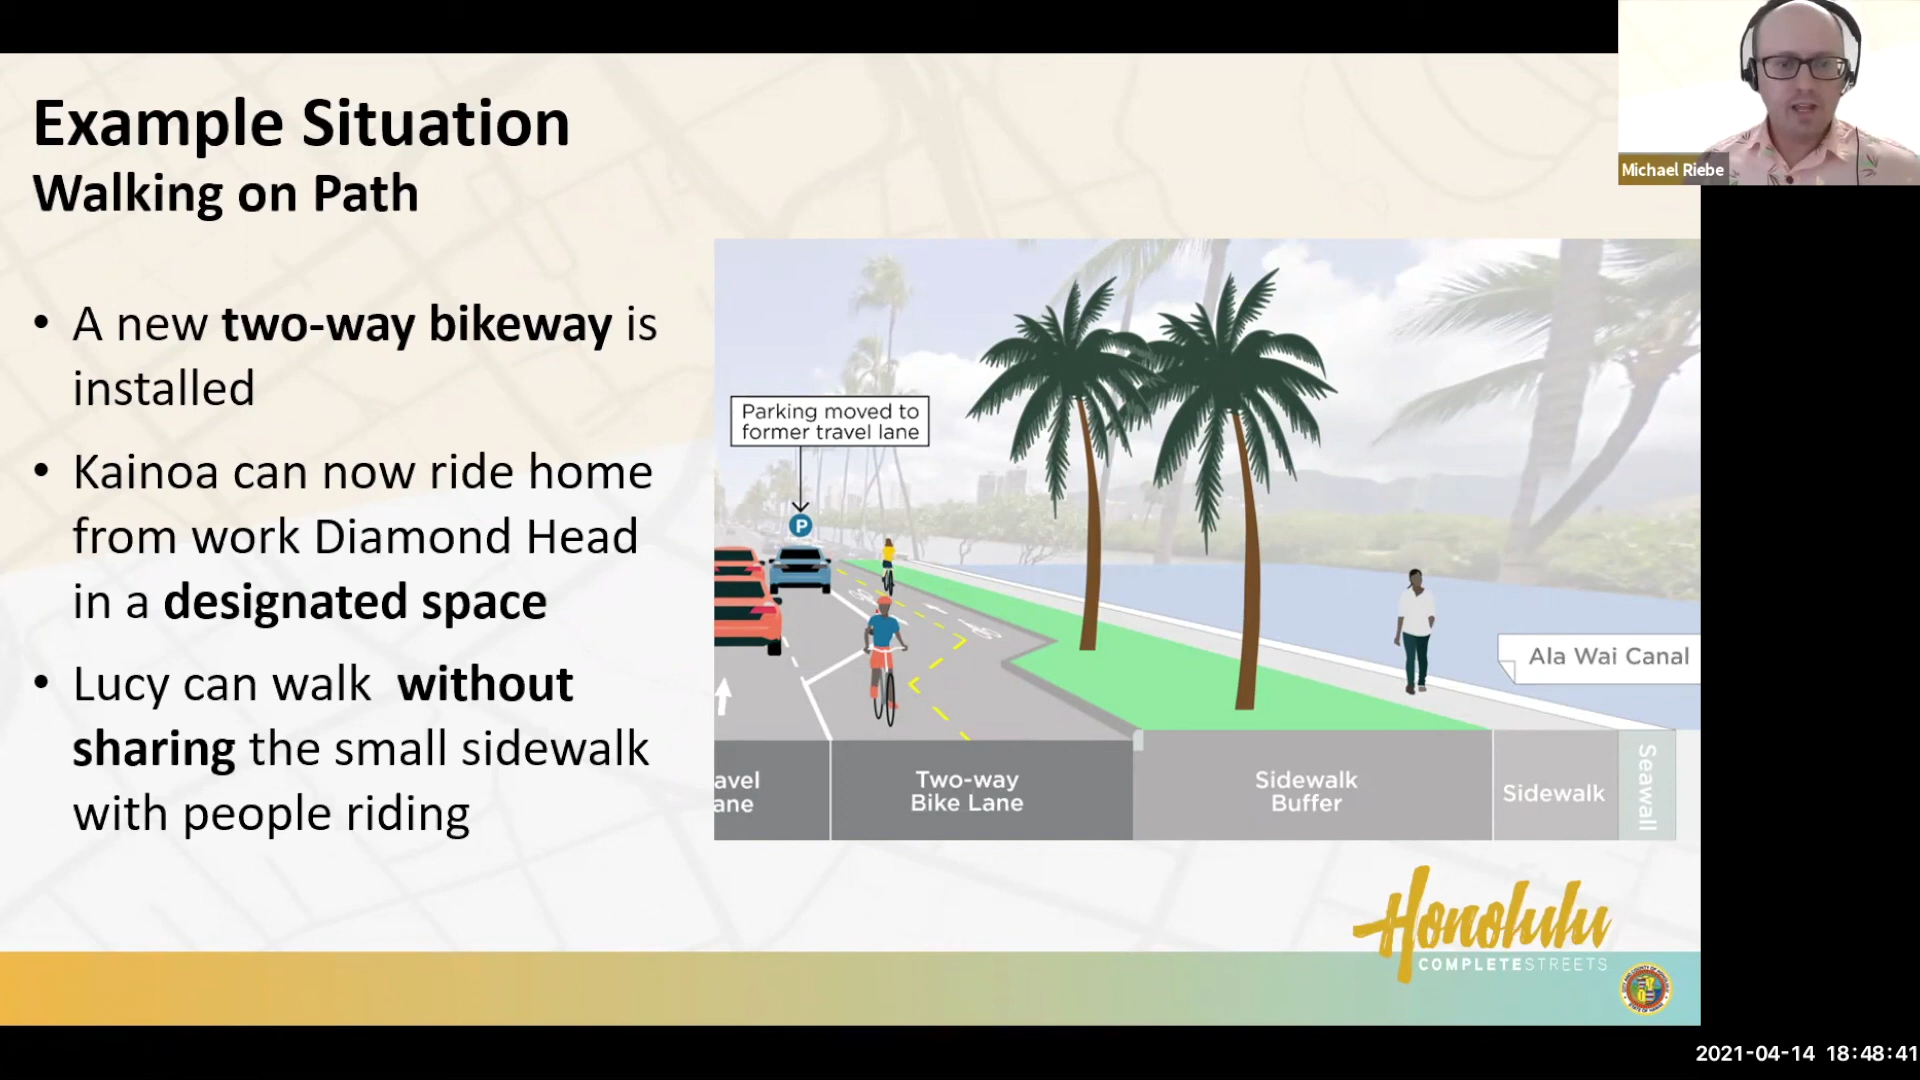 Example Situation
Walking on Path
• A new two-way bikeway is
installed
• Kainoa can now ride home
from work Diamond Head
in a designated space
• Lucy can walk  without
sharing the small sidewalk
with people riding
Parking moved to
former travel lane
P
Ala Wai Canal
avel
ane
Two-way
Bike Lane
Sidewalk
Buffer
Sidewalk
Seawall
Honolulu
COMPLETESTREETS
Michael Riebe
2021-04-14 18:48:41